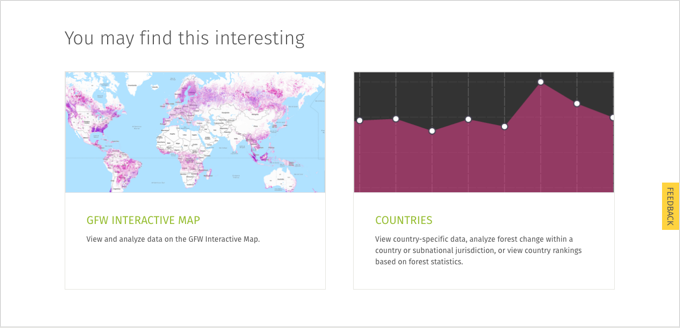 You may find this interesting
GFW INTERACTIVE MAP
View and analyze data on the GFW Interactive Map.
COUNTRIES
View country-specific data, analyze forest change within a
country or subnational jurisdiction, or view country rankings
based on forest statistics.
FEEDBACK